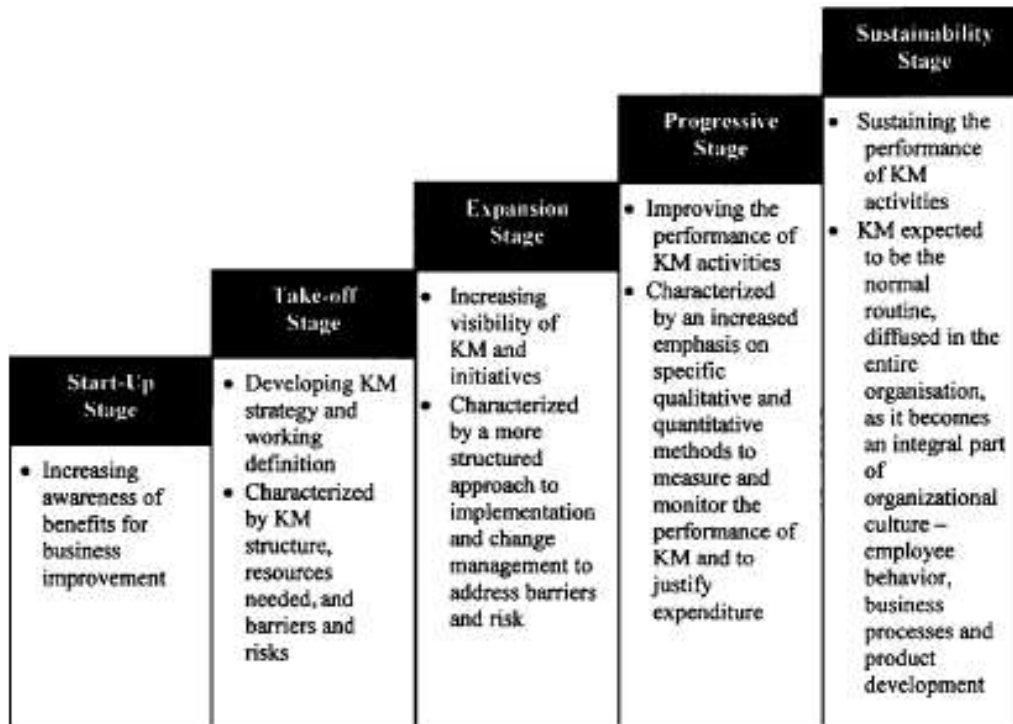 Start-Up
Stage
• Increasing
awareness of
benefits for
business
improvement
Take-off
Stage
• Developing KM
strategy and
working
definition
• Characterized
by KM
structure,
resources
needed, and
barriers and
risks
Expansion
Stage
• Increasing
visibility of
KM and
initiatives
• Characterized
by a more
structured
approach to
implementation
and change
management to
address barriers
and risk
Progressive
Stage
• Improving the
performance of
KM activities
• Characterized
by an increased
emphasis on
specific
qualitative and
quantitative
methods to
measure and
monitor the
performance of
KM and to
justify
expenditure
Sustainability
Stage
• Sustaining the
performance
of KM
activities
• KM expected
to be the
normal
routine,
diffused in the
entire
organisation,
as it becomes
an integral part
of
organizational
culture –
employee
behavior,
business
processes and
product
development